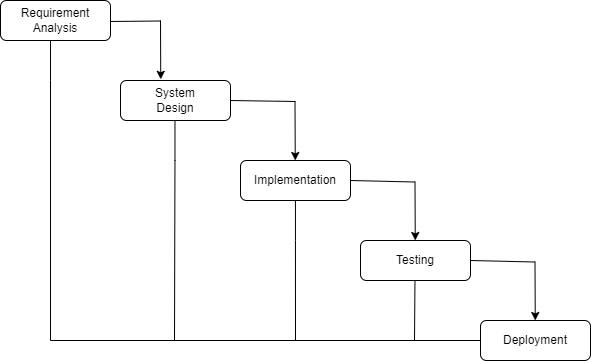 Requirement
Analysis
System
Design
Implementation
Testing
Deployment